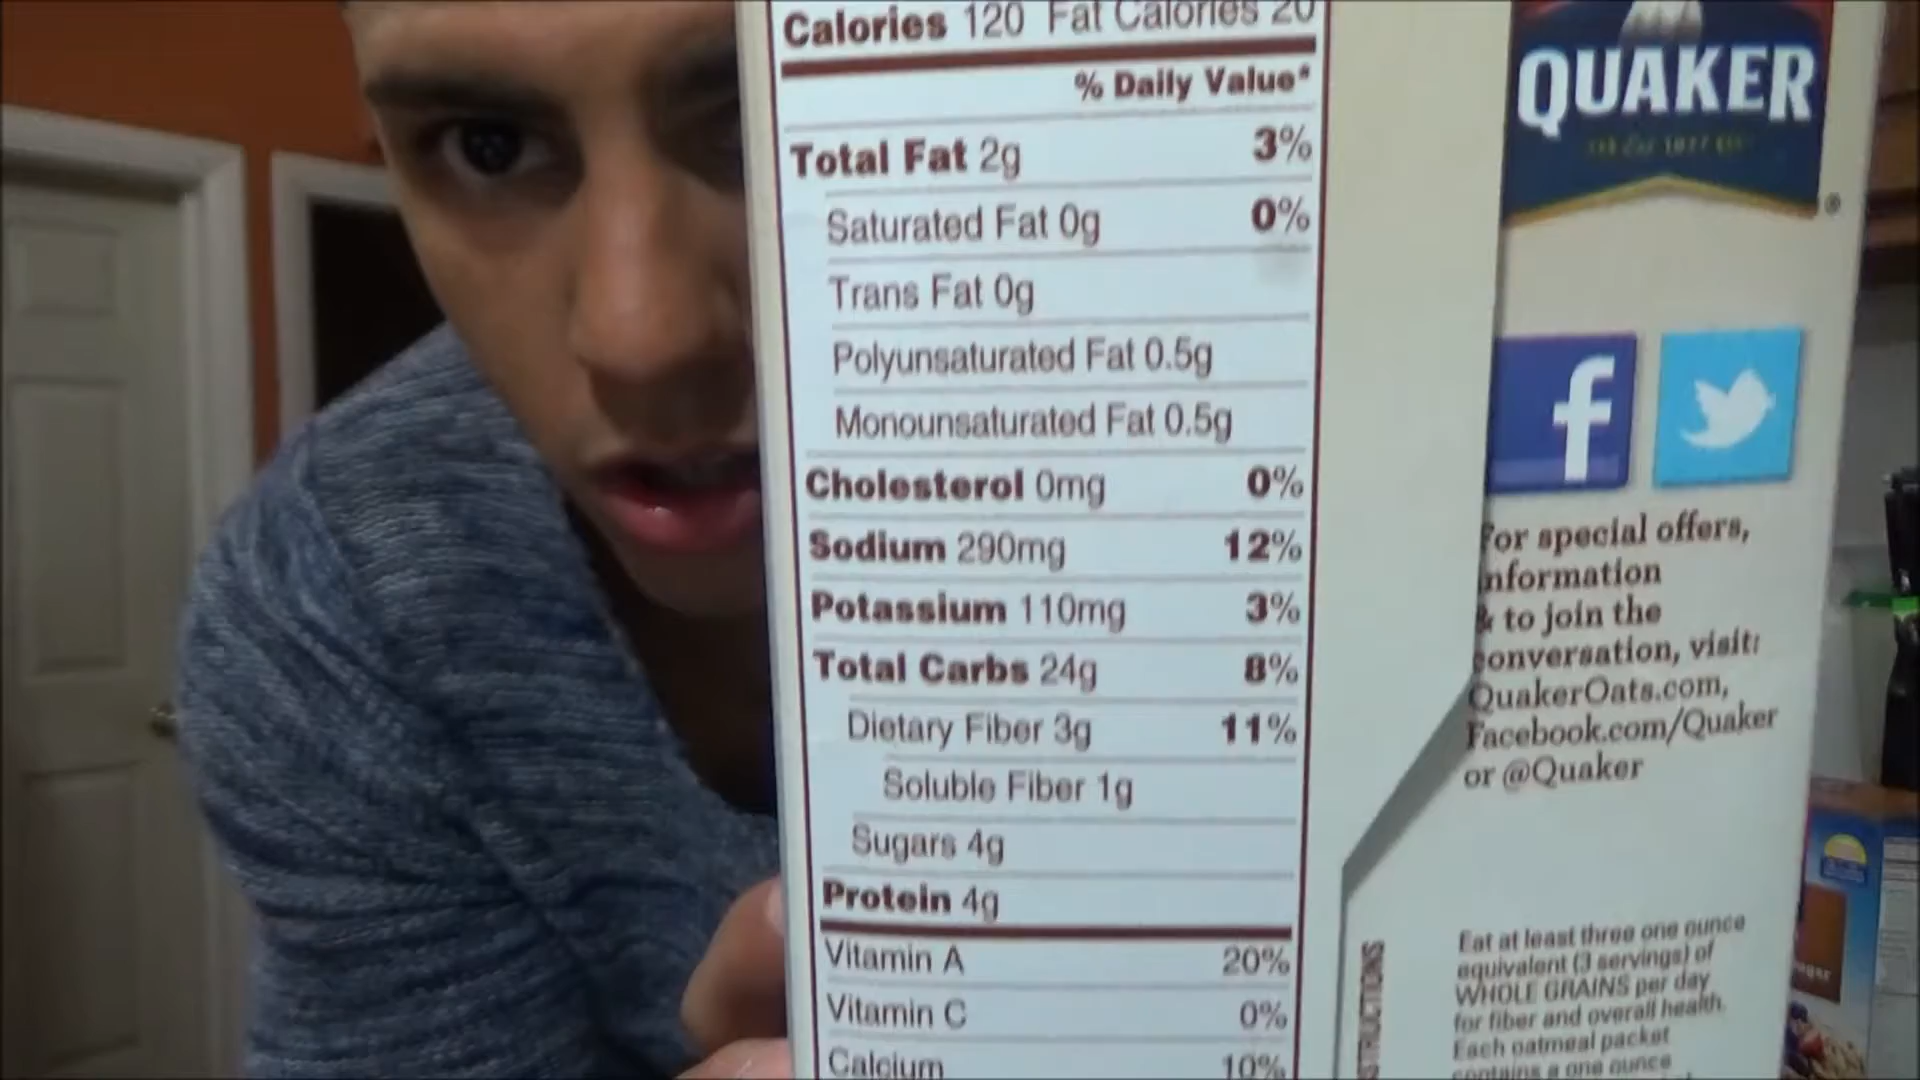 Calories 120 Fat Calories 20
% Daily Value*
Total Fat 2g 3%
Saturated Fat 0g 0%
Trans Fat 0g
Polyunsaturated Fat 0.5g
Monounsaturated Fat 0.5g
Cholesterol 0mg 0%
Sodium 290mg 12%
Potassium 110mg 3%
Total Carbs 24g 8%
Dietary Fiber 3g 11%
Soluble Fiber 1g
Sugars 4g
Protein 4g
Vitamin A 20%
Vitamin C 0%
Calcium 10%
QUAKER
f
For special offers,
information
& to join the
conversation, visit:
QuakerOats.com,
Facebook.com/Quaker
or @Quaker
STRUCTIONS
Eat at least three one ounce
equivalent (3 servings) of
WHOLE GRAINS per day
for fiber and overall health.
Each oatmeal packet
contains a one ounce